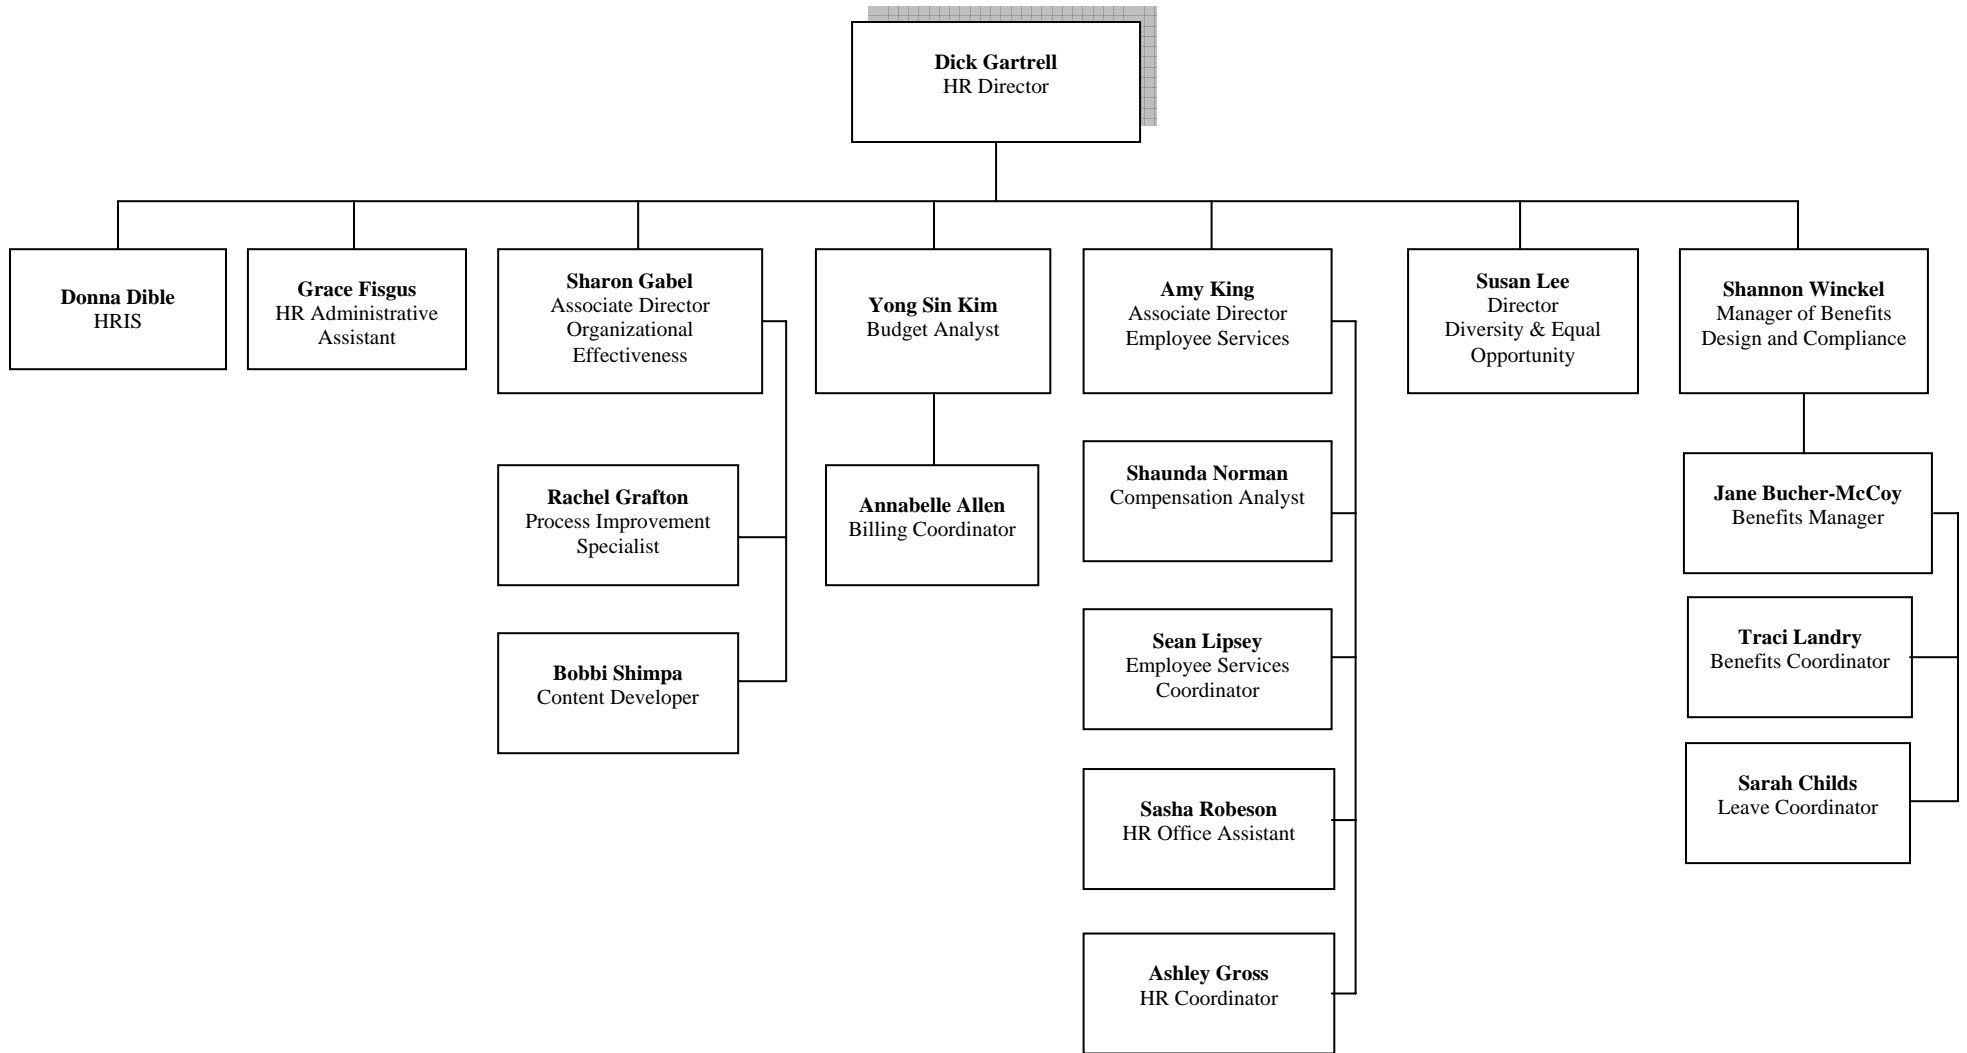 Dick Gartrell
HR Director
Donna Dible
HRIS
Grace Fisgus
HR Administrative
Assistant
Sharon Gabel
Associate Director
Organizational
Effectiveness
Yong Sin Kim
Budget Analyst
Amy King
Associate Director
Employee Services
Susan Lee
Director
Diversity & Equal
Opportunity
Shannon Winckel
Manager of Benefits
Design and Compliance
Rachel Grafton
Process Improvement
Specialist
Bobbi Shimpa
Content Developer
Annabelle Allen
Billing Coordinator
Shaunda Norman
Compensation Analyst
Sean Lipsey
Employee Services
Coordinator
Sasha Robeson
HR Office Assistant
Ashley Gross
HR Coordinator
Jane Bucher-McCoy
Benefits Manager
Traci Landry
Benefits Coordinator
Sarah Childs
Leave Coordinator